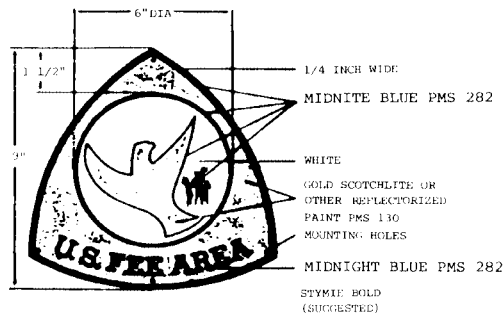 6" DIA
1 1/2"
1/4 INCH WIDE
MIDNITE BLUE PMS 282
9"
WHITE
GOLD SCOTCHLITE OR
OTHER REFLECTORIZED
PAINT PMS 130
MOUNTING HOLES
U.S. FEE AREA
MIDNIGHT BLUE PMS 282
STYMIE BOLD
(SUGGESTED)